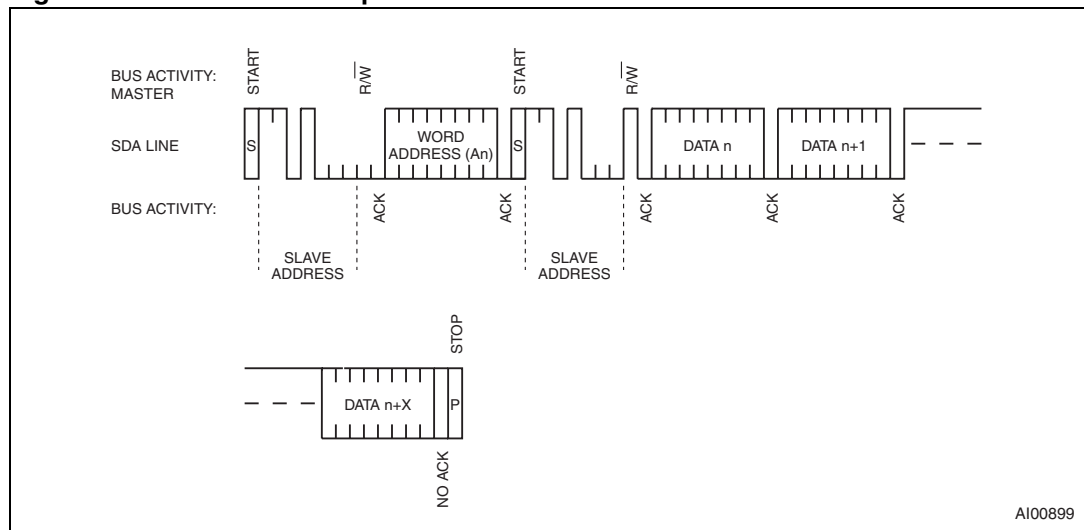 BUS ACTIVITY:
MASTER
START
R/W
START
R/W
SDA LINE
S
WORD
ADDRESS (An)
S
DATA n
DATA n+1
BUS ACTIVITY:
ACK
ACK
ACK
ACK
ACK
SLAVE
ADDRESS
SLAVE
ADDRESS
STOP
DATA n+X
P
NO ACK
AI00899